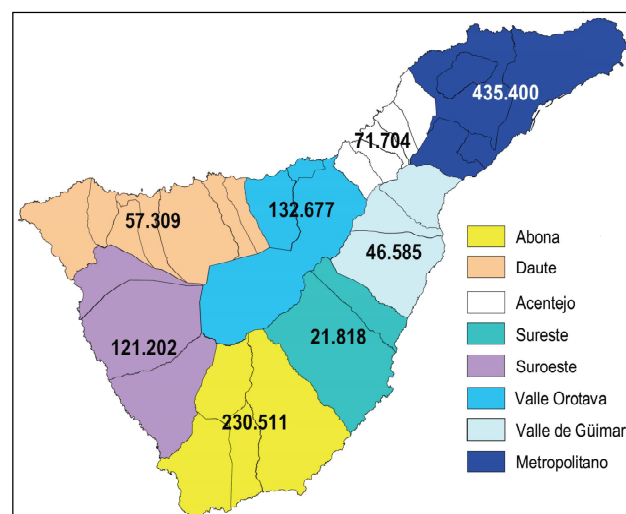 435.400
71.704
57.309
132.677
46.585
121.202
21.818
230.511
Abona
Daute
Acentejo
Sureste
Suroeste
Valle Orotava
Valle de Güimar
Metropolitano